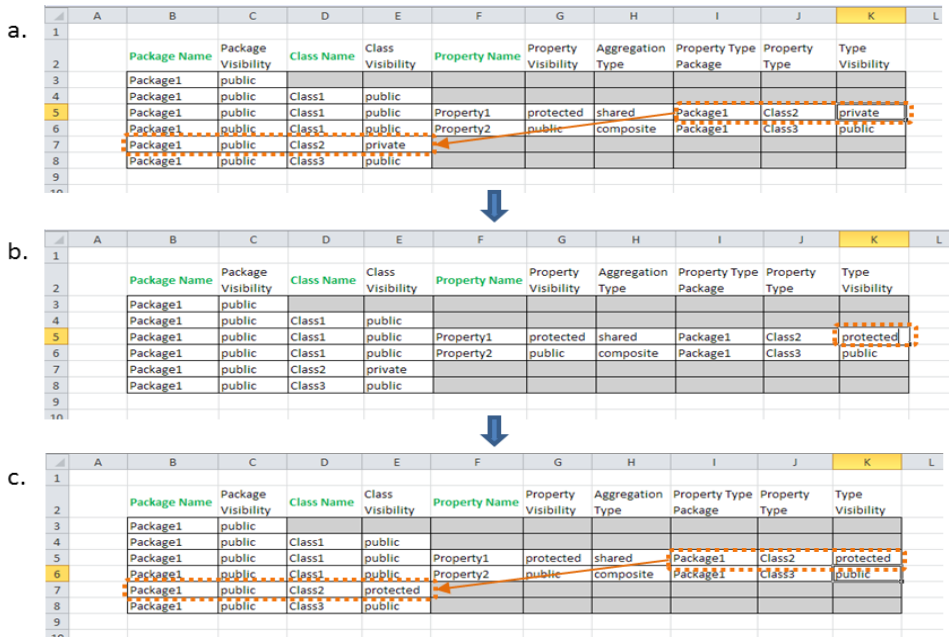 a.
A B C D E F G H I J K L
1
2 Package Name Package Visibility Class Name Class Visibility Property Name Property Visibility Aggregation Type Property Type Package Property Type Type Visibility
3 Package1 public
4 Package1 public Class1 public
5 Package1 public Class1 public Property1 protected shared Package1 Class2 private
6 Package1 public Class1 public Property2 public composite Package1 Class3 public
7 Package1 public Class2 private
8 Package1 public Class3 public
9
10
b.
A B C D E F G H I J K L
1
2 Package Name Package Visibility Class Name Class Visibility Property Name Property Visibility Aggregation Type Property Type Package Property Type Type Visibility
3 Package1 public
4 Package1 public Class1 public
5 Package1 public Class1 public Property1 protected shared Package1 Class2 protected
6 Package1 public Class1 public Property2 public composite Package1 Class3 public
7 Package1 public Class2 private
8 Package1 public Class3 public
9
10
c.
A B C D E F G H I J K L
1
2 Package Name Package Visibility Class Name Class Visibility Property Name Property Visibility Aggregation Type Property Type Package Property Type Type Visibility
3 Package1 public
4 Package1 public Class1 public
5 Package1 public Class1 public Property1 protected shared Package1 Class2 protected
6 Package1 public Class1 public Property2 public composite Package1 Class3 public
7 Package1 public Class2 protected
8 Package1 public Class3 public
9
10